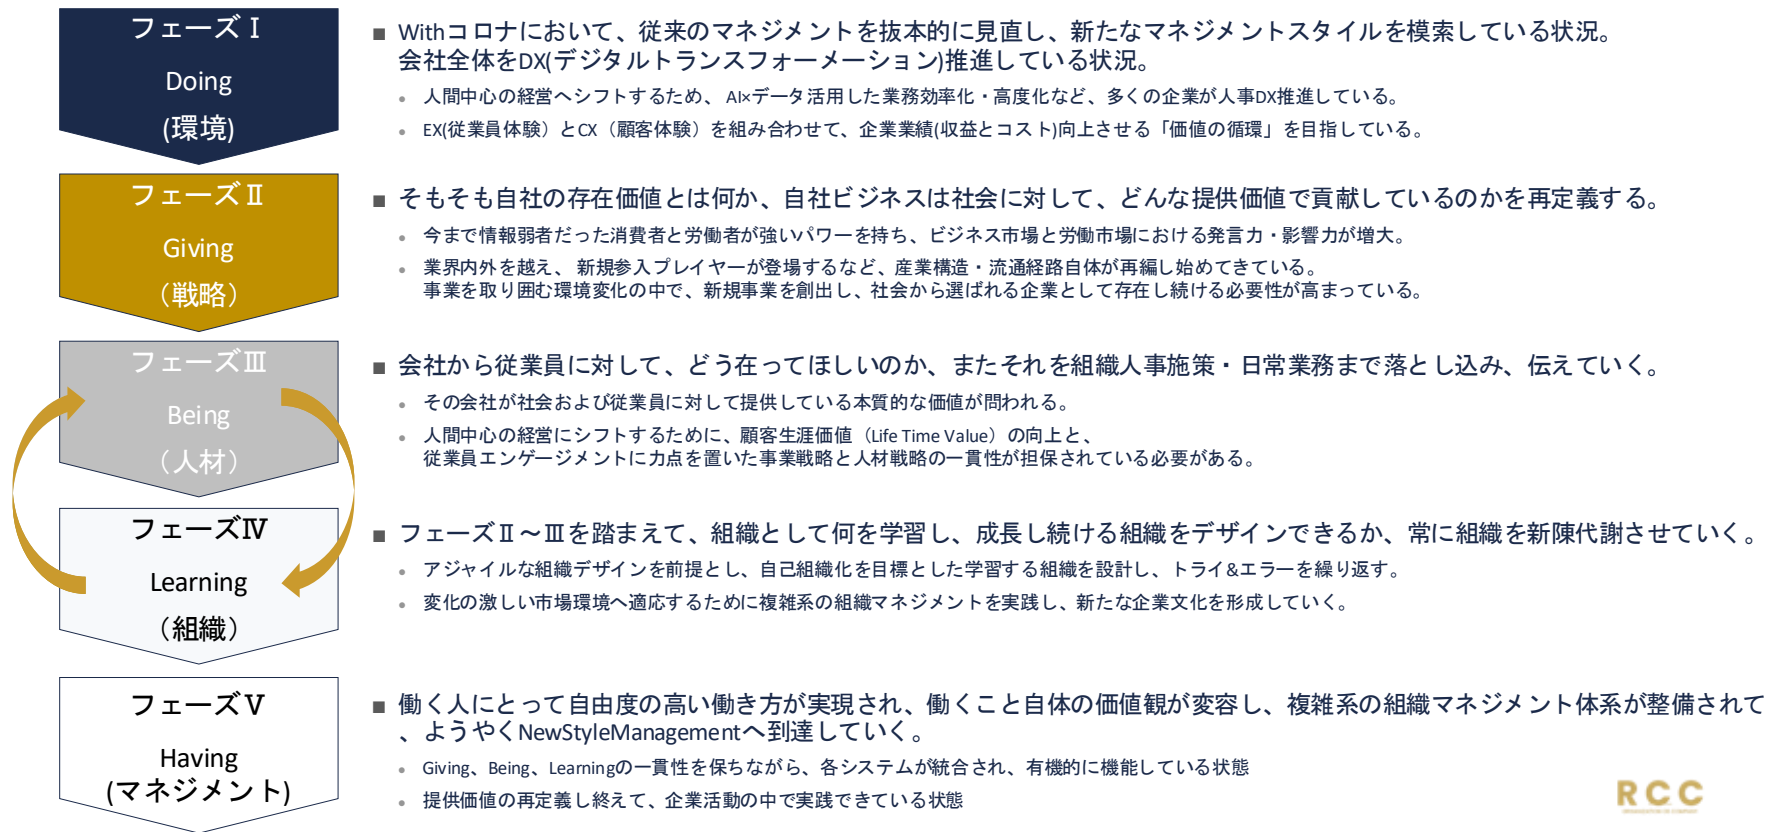 フェーズⅠ
Doing
(環境)
■ Withコロナにおいて、従来のマネジメントを抜本的に見直し、新たなマネジメントスタイルを模索している状況。
会社全体をDX(デジタルトランスフォーメーション)推進している状況。
• 人間中心の経営へシフトするため、 AI×データ活用した業務効率化・高度化など、多くの企業が人事DX推進している。
• EX(従業員体験）とCX（顧客体験）を組み合わせて、企業業績(収益とコスト)向上させる「価値の循環」を目指している。
フェーズⅡ
Giving
（戦略）
■ そもそも自社の存在価値とは何か、自社ビジネスは社会に対して、どんな提供価値で貢献しているのかを再定義する。
• 今まで情報弱者だった消費者と労働者が強いパワーを持ち、ビジネス市場と労働市場における発言力・影響力が増大。
• 業界内外を越え、 新規参入プレイヤーが登場するなど、産業構造・流通経路自体が再編し始めてきている。
事業を取り囲む環境変化の中で、新規事業を創出し、社会から選ばれる企業として存在し続ける必要性が高まっている。
フェーズⅢ
Being
（人材）
■ 会社から従業員に対して、どう在ってほしいのか、またそれを組織人事施策・日常業務まで落とし込み、伝えていく。
• その会社が社会および従業員に対して提供している本質的な価値が問われる。
• 人間中心の経営にシフトするために、顧客生涯価値（Life Time Value）の向上と、
従業員エンゲージメントに力点を置いた事業戦略と人材戦略の一貫性が担保されている必要がある。
フェーズⅣ
Learning
（組織）
■ フェーズⅡ～Ⅲを踏まえて、組織として何を学習し、成長し続ける組織をデザインできるか、常に組織を新陳代謝させていく。
• アジャイルな組織デザインを前提とし、自己組織化を目標とした学習する組織を設計し、トライ&エラーを繰り返す。
• 変化の激しい市場環境へ適応するために複雑系の組織マネジメントを実践し、新たな企業文化を形成していく。
フェーズⅤ
Having
(マネジメント)
■ 働く人にとって自由度の高い働き方が実現され、働くこと自体の価値観が変容し、複雑系の組織マネジメント体系が整備されて
、ようやくNewStyleManagementへ到達していく。
• Giving、Being、Learningの一貫性を保ちながら、各システムが統合され、有機的に機能している状態
• 提供価値の再定義し終えて、企業活動の中で実践できている状態
RCC